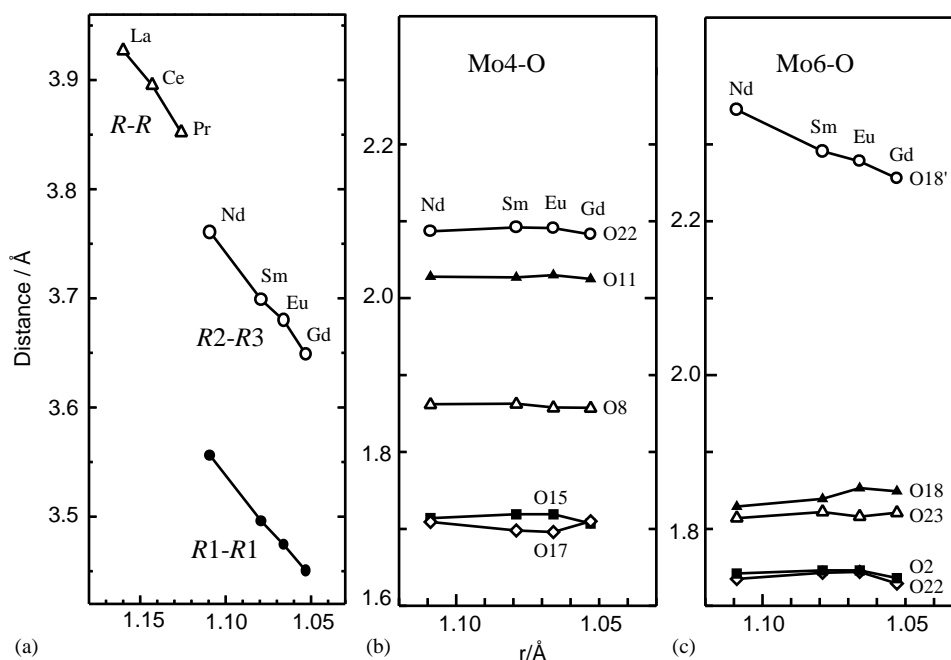 3.9
3.8
3.7
3.6
3.5
Distance / Å
La
Ce
Pr
R-R
Nd
Sm
Eu
Gd
R2-R3
R1-R1
1.15
1.10
1.05
(a)
Mo4-O
2.2
2.0
1.8
1.6
Nd
Sm
Eu
Gd
O22
O11
O8
O15
O17
1.10
1.05
(b)
r/Å
Mo6-O
2.2
2.0
1.8
Nd
Sm
Eu
Gd
O18'
O18
O23
O2
O22
1.10
1.05
(c)